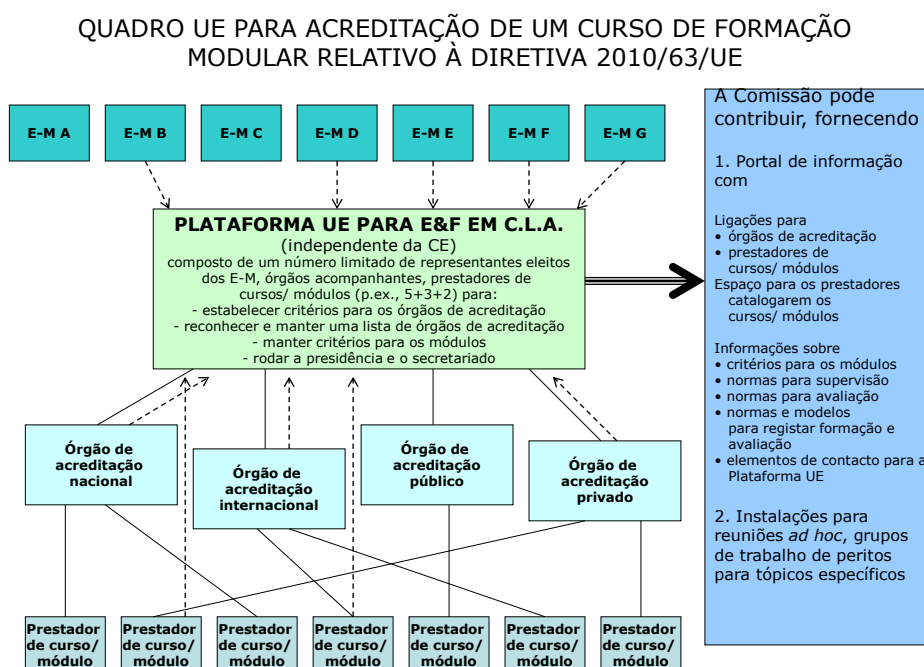 QUADRO UE PARA ACREDITAÇÃO DE UM CURSO DE FORMAÇÃO
MODULAR RELATIVO À DIRETIVA 2010/63/UE
E-M A
E-M B
E-M C
E-M D
E-M E
E-M F
E-M G
PLATAFORMA UE PARA E&F EM C.L.A.
(independente da CE)
composto de um número limitado de representantes eleitos
dos E-M, órgãos acompanhantes, prestadores de
cursos/ módulos (p.ex., 5+3+2) para:
- estabelecer critérios para os órgãos de acreditação
- reconhecer e manter uma lista de órgãos de acreditação
- manter critérios para os módulos
- rodar a presidência e o secretariado
A Comissão pode
contribuir, fornecendo
1. Portal de informação
com
Ligações para
• órgãos de acreditação
• prestadores de
cursos/ módulos
Espaço para os prestadores
catalogarem os
cursos/ módulos
Informações sobre
• critérios para os módulos
• normas para supervisão
• normas para avaliação
• normas e modelos
para registar formação e
avaliação
• elementos de contacto para a
Plataforma UE
2. Instalações para
reuniões ad hoc, grupos
de trabalho de peritos
para tópicos específicos
Órgão de
acreditação
nacional
Órgão de
acreditação
internacional
Órgão de
acreditação
público
Órgão de
acreditação
privado
Prestador
de curso/
módulo
Prestador
de curso/
módulo
Prestador
de curso/
módulo
Prestador
de curso/
módulo
Prestador
de curso/
módulo
Prestador
de curso/
módulo
Prestador
de curso/
módulo